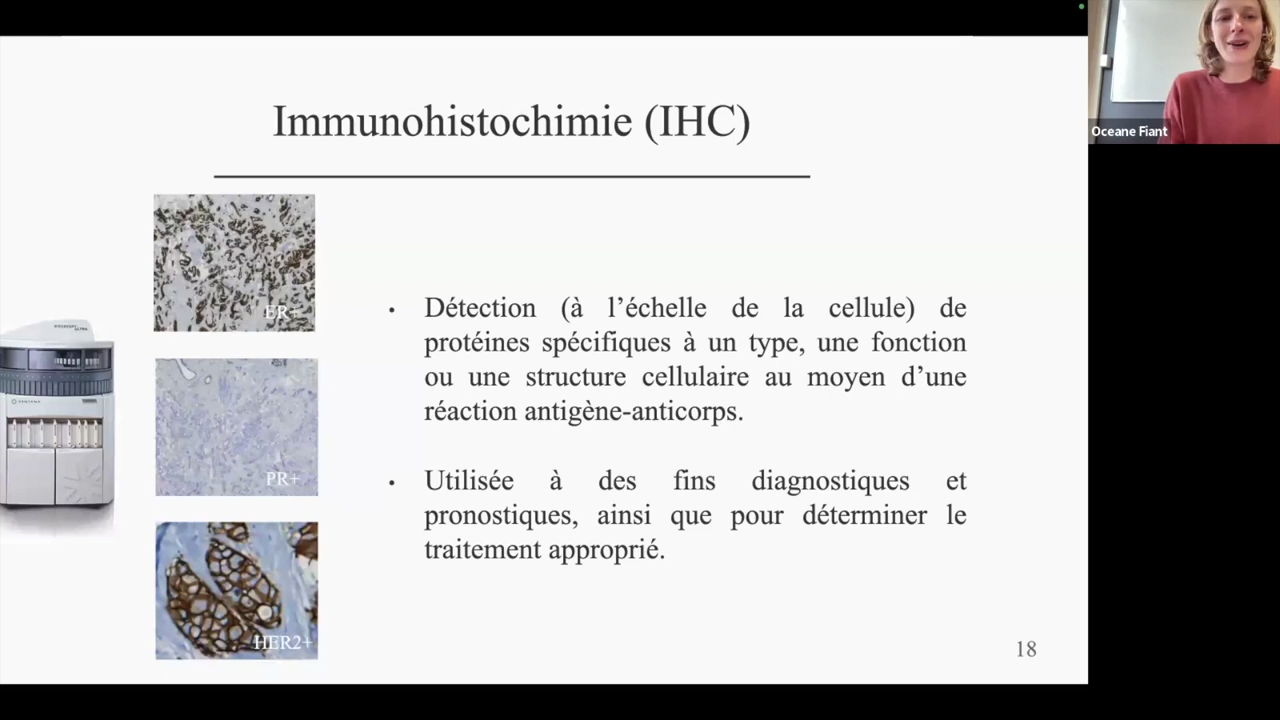 Immunohistochimie (IHC)
Oceane Fiant
ER+
PR+
HER2+
VENTANA
• Détection (à l’échelle de la cellule) de
protéines spécifiques à un type, une fonction
ou une structure cellulaire au moyen d’une
réaction antigène-anticorps.
• Utilisée à des fins diagnostiques et
pronostiques, ainsi que pour déterminer le
traitement approprié.
18